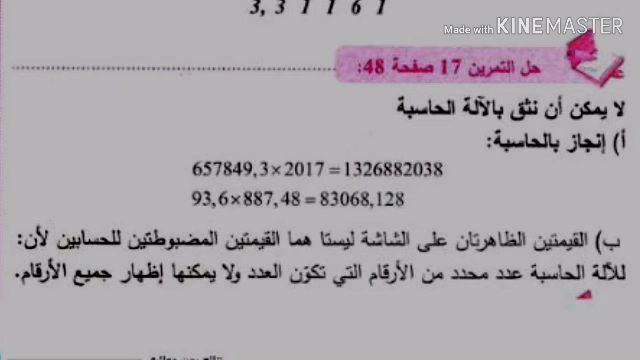 3, 3 1 1 6 1
Made with KINEMASTER
حل التمرين 17 صفحة 48:
لا يمكن أن نثق بالآلة الحاسبة
أ) إنجاز بالحاسبة:
657849,3×2017=1326882038
93,6×887,48=83068,128
ب) القيمتين الظاهرتان على الشاشة ليستا هما القيمتين المضبوطتين للحسابين لأن:
للآلة الحاسبة عدد محدد من الأرقام التي تكوّن العدد ولا يمكنها إظهار جميع الأرقام.